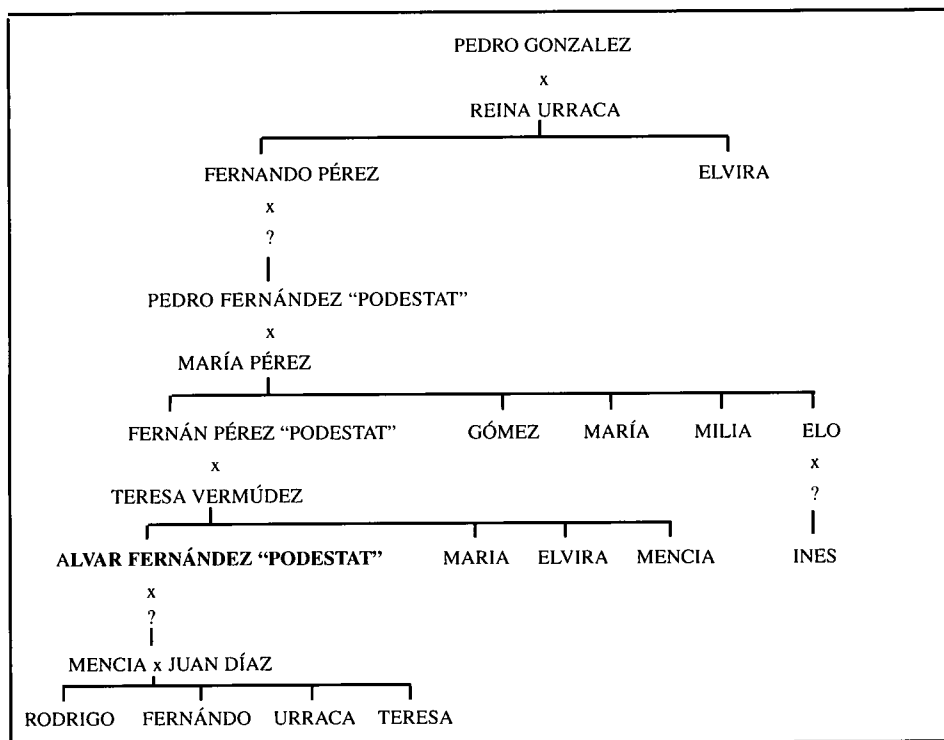 PEDRO GONZALEZ
x
REINA URRACA
FERNANDO PÉREZ ELVIRA
x
?
PEDRO FERNÁNDEZ “PODESTAT”
x
MARÍA PÉREZ
FERNÁN PÉREZ “PODESTAT” GÓMEZ MARÍA MILIA ELO
x x
TERESA VERMÚDEZ ?
ALVAR FERNÁNDEZ “PODESTAT” MARIA ELVIRA MENCIA INES
x
?
MENCIA x JUAN DÍAZ
RODRIGO FERNÁNDO URRACA TERESA